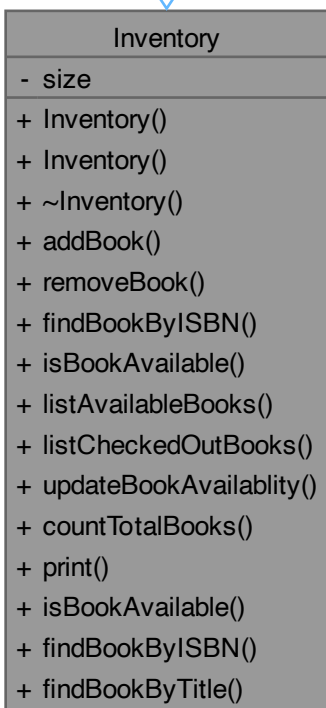 Inventory
- size
+ Inventory()
+ Inventory()
+ ~Inventory()
+ addBook()
+ removeBook()
+ findBookByISBN()
+ isBookAvailable()
+ listAvailableBooks()
+ listCheckedOutBooks()
+ updateBookAvailablity()
+ countTotalBooks()
+ print()
+ isBookAvailable()
+ findBookByISBN()
+ findBookByTitle()